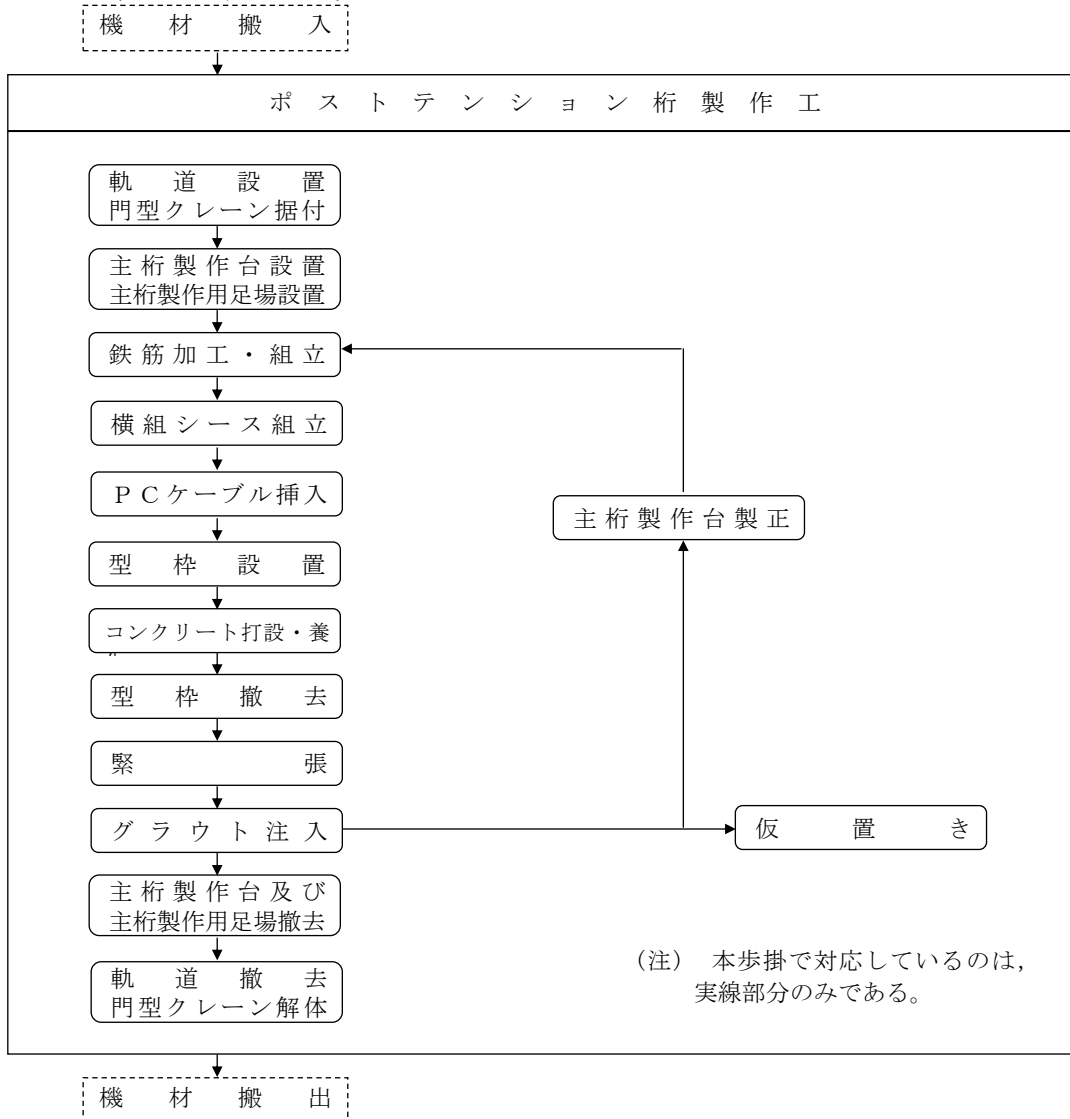 機材搬入
ポストテンション桁製作工
軌道設置
門型クレーン据付
主桁製作台設置
主桁製作用足場設置
鉄筋加工・組立
横組シース組立
PCケーブル挿入
主桁製作台製正
型枠設置
コンクリート打設・養
型枠撤去
緊張
グラウト注入
仮置き
主桁製作台及び
主桁製作用足場撤去
軌道撤去
門型クレーン解体
(注) 本歩掛で対応しているのは,
実線部分のみである。
機材搬出